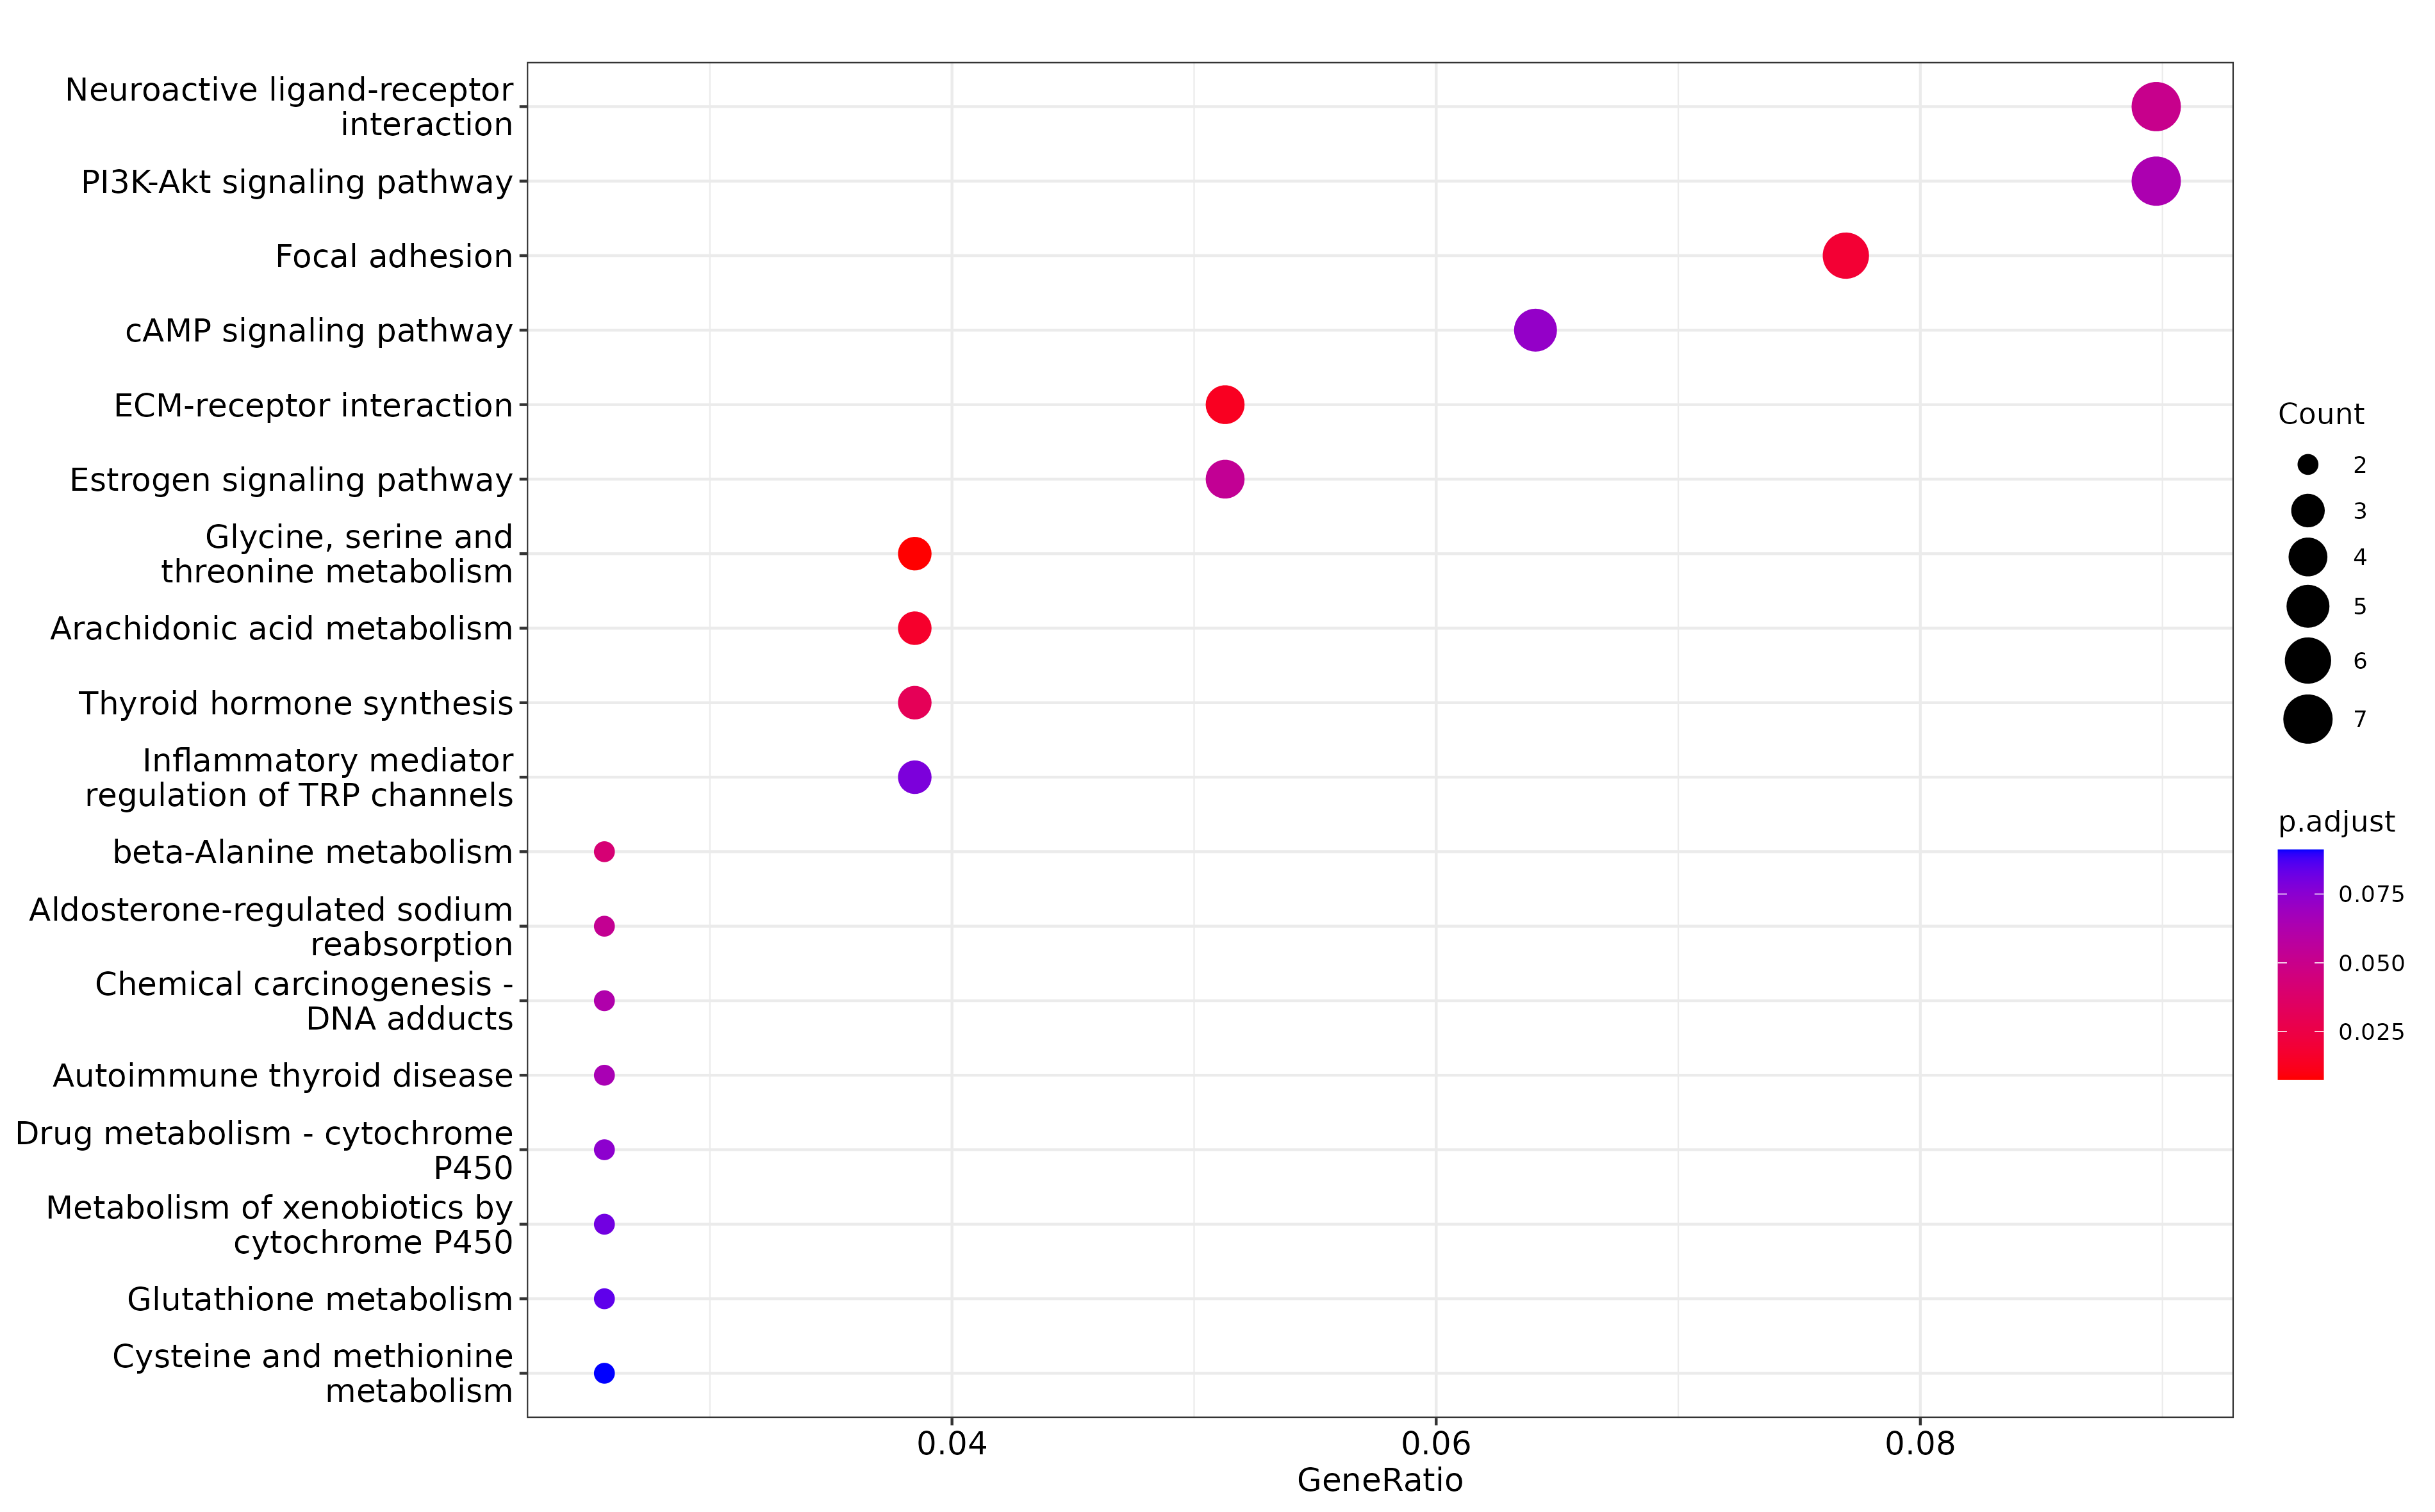 Neuroactive ligand-receptor
interaction
PI3K-Akt signaling pathway
Focal adhesion
cAMP signaling pathway
ECM-receptor interaction
Estrogen signaling pathway
Glycine, serine and
threonine metabolism
Arachidonic acid metabolism
Thyroid hormone synthesis
Inflammatory mediator
regulation of TRP channels
beta-Alanine metabolism
Aldosterone-regulated sodium
reabsorption
Chemical carcinogenesis -
DNA adducts
Autoimmune thyroid disease
Drug metabolism - cytochrome
P450
Metabolism of xenobiotics by
cytochrome P450
Glutathione metabolism
Cysteine and methionine
metabolism
0.04
0.06
0.08
GeneRatio
Count
2
3
4
5
6
7
p.adjust
0.075
0.050
0.025